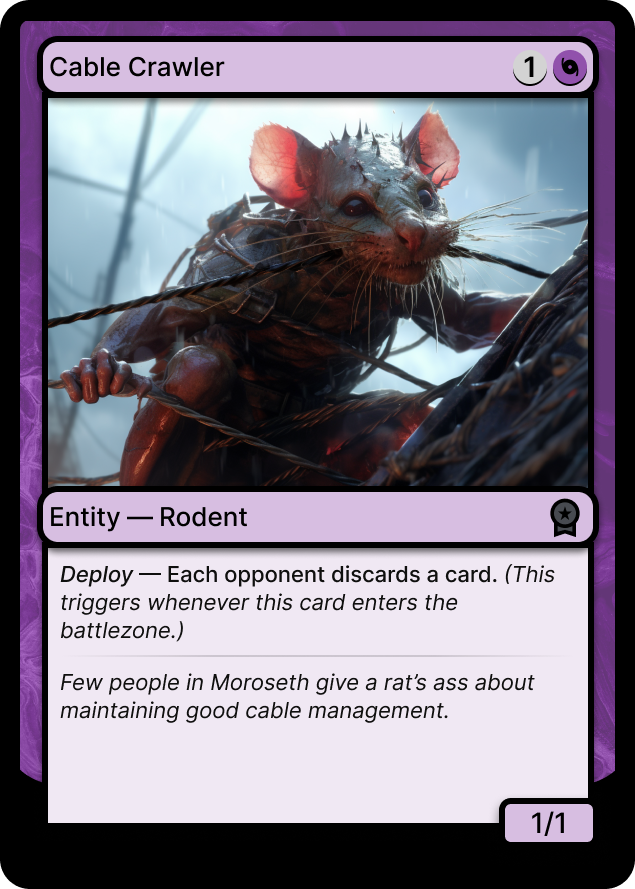 Cable Crawler 1
Entity — Rodent
Deploy — Each opponent discards a card. (This
triggers whenever this card enters the
battlezone.)
Few people in Moroseth give a rat’s ass about
maintaining good cable management.
1/1